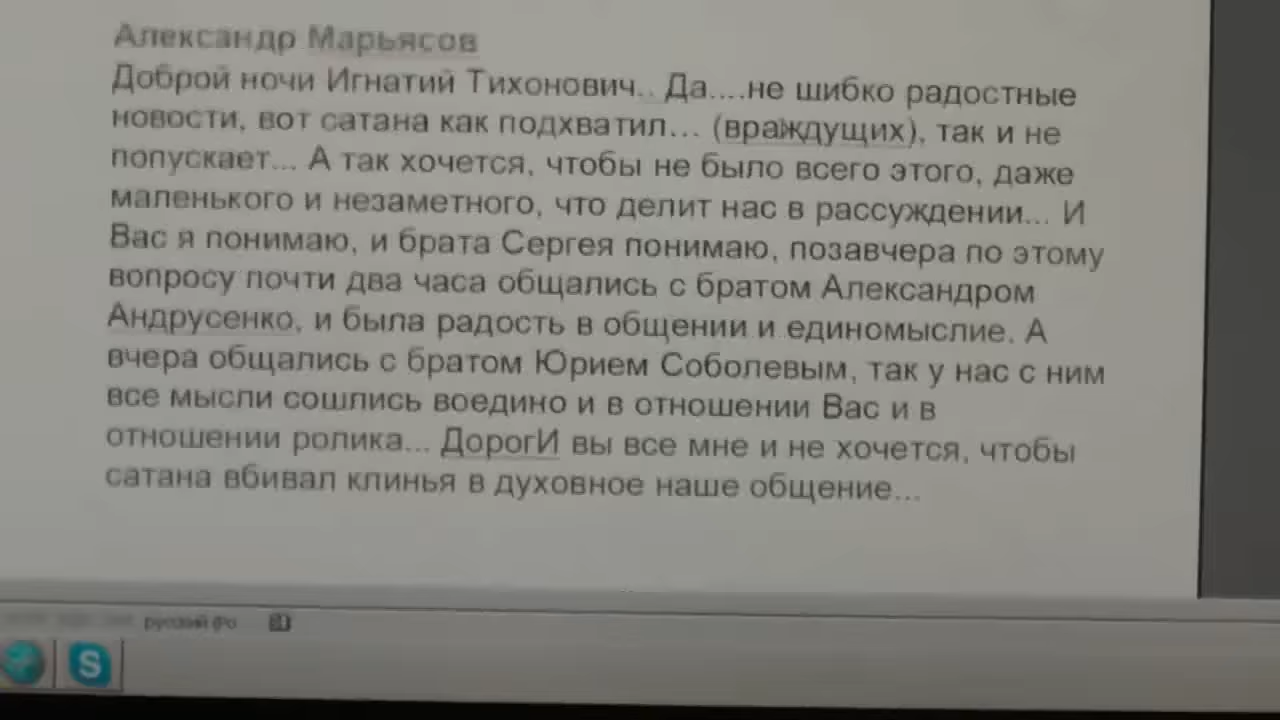 Александр Марьясов
Доброй ночи Игнатий Тихонович.. Да....не шибко радостные
новости, вот сатана как подхватил... (враждущих), так и не
попускает... А так хочется, чтобы не было всего этого, даже
маленького и незаметного, что делит нас в рассуждении... И
Вас я понимаю, и брата Сергея понимаю, позавчера по этому
вопросу почти два часа общались с братом Александром
Андрусенко, и была радость в общении и единомыслие. А
вчера общались с братом Юрием Соболевым, так у нас с ним
все мысли сошлись воедино и в отношении Вас и в
отношении ролика... ДорогИ вы все мне и не хочется, чтобы
сатана вбивал клинья в духовное наше общение...
русский (Ро
S